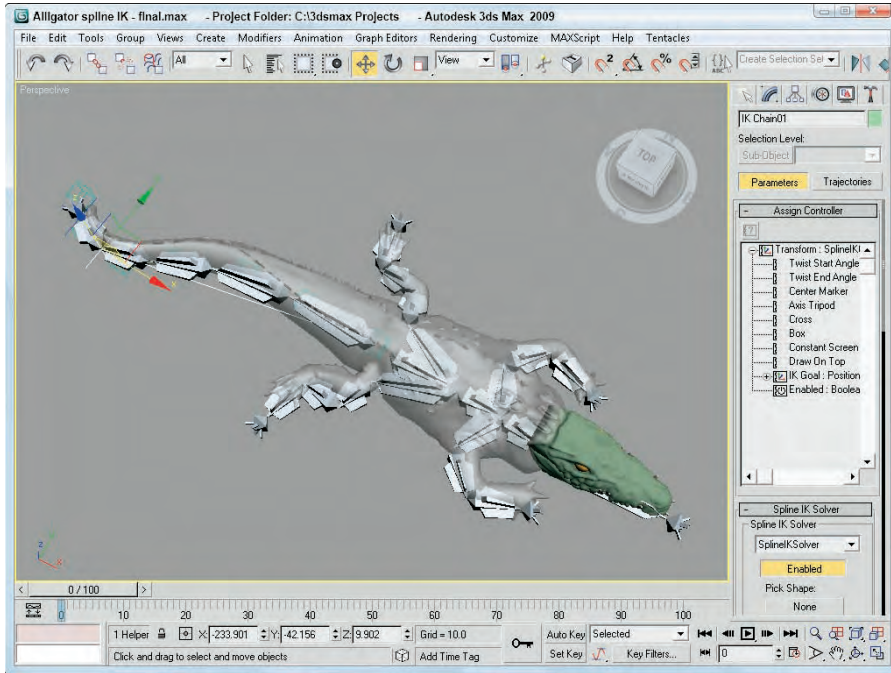 Alligator spline IK - final.max - Project Folder: C:\3dsmax Projects - Autodesk 3ds Max 2009
File Edit Tools Group Views Create Modifiers Animation Graph Editors Rendering Customize MAXScript Help Tentacles
All View Create Selection Set
Perspective
TOP
IK Chain01
Selection Level:
Sub-Object
Parameters Trajectories
- Assign Controller
Transform : SplineIK
Twist Start Angle
Twist End Angle
Center Marker
Axis Tripod
Cross
Box
Constant Screen
Draw On Top
IK Goal : Position
Enabled : Boolea
- Spline IK Solver
Spline IK Solver
SplineIKSolver
Enabled
Pick Shape:
None
z
x
z
x
< 0 / 100 >
0 10 20 30 40 50 60 70 80 90 100
1 Helper X: -233.901 Y: -42.156 Z: 9.902 Grid = 10.0 Auto Key Selected
Click and drag to select and move objects Add Time Tag Set Key Key Filters... 0